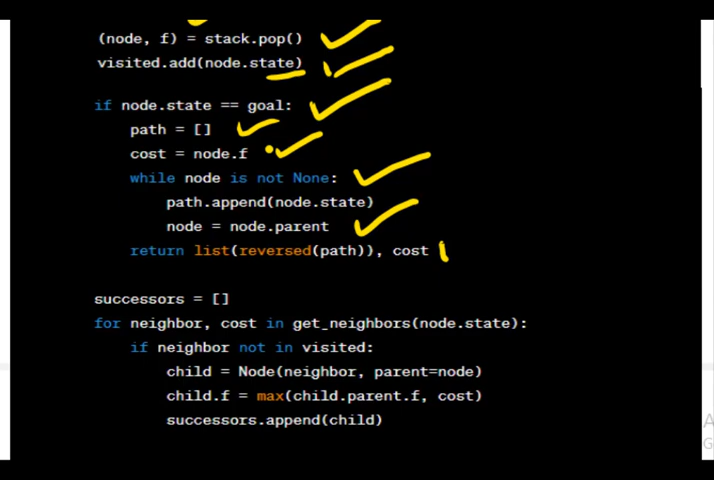 (node, f) = stack.pop()
visited.add(node.state)
if node.state == goal:
path = []
cost = node.f
while node is not None:
path.append(node.state)
node = node.parent
return list(reversed(path)), cost
successors = []
for neighbor, cost in get_neighbors(node.state):
if neighbor not in visited:
child = Node(neighbor, parent=node)
child.f = max(child.parent.f, cost)
successors.append(child)